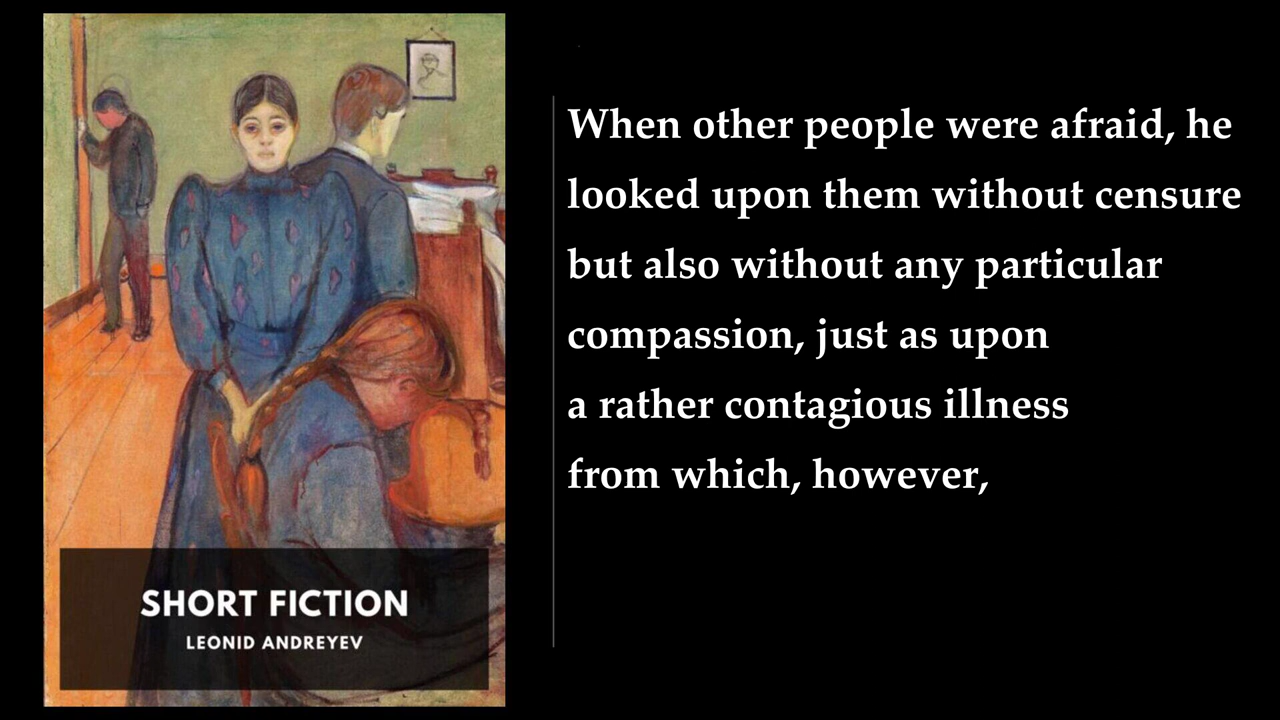 SHORT FICTION
LEONID ANDREYEV
When other people were afraid, he
looked upon them without censure
but also without any particular
compassion, just as upon
a rather contagious illness
from which, however,